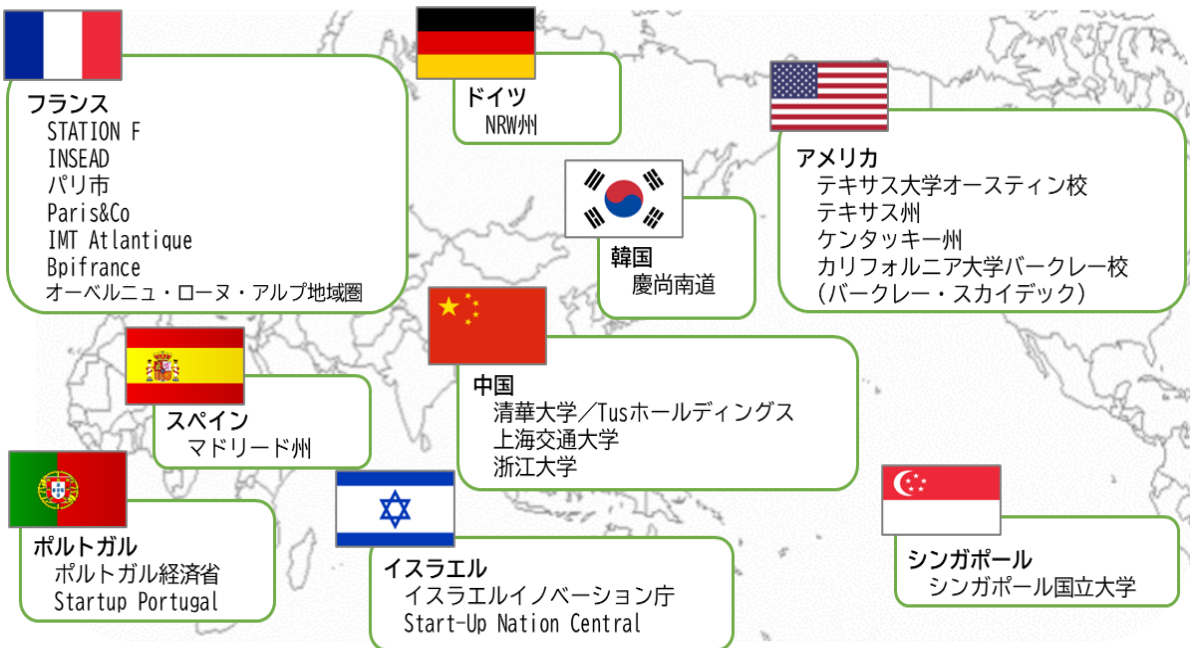 フランス
STATION F
INSEAD
パリ市
Paris&Co
IMT Atlantique
Bpifrance
オーベルニュ・ローヌ・アルプ地域圏
ドイツ
NRW州
アメリカ
テキサス大学オースティン校
テキサス州
ケンタッキー州
カリフォルニア大学バークレー校
（バークレー・スカイデック）
韓国
慶尚南道
中国
清華大学／Tusホールディングス
上海交通大学
浙江大学
スペイン
マドリード州
ポルトガル
ポルトガル経済省
Startup Portugal
イスラエル
イスラエルイノベーション庁
Start-Up Nation Central
シンガポール
シンガポール国立大学